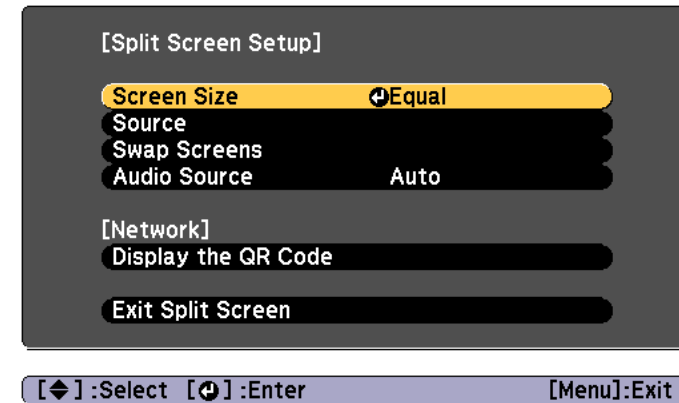 [Split Screen Setup]
Screen Size Equal
Source
Swap Screens
Audio Source Auto
[Network]
Display the QR Code
Exit Split Screen
[ ] :Select [ ] :Enter [Menu]:Exit